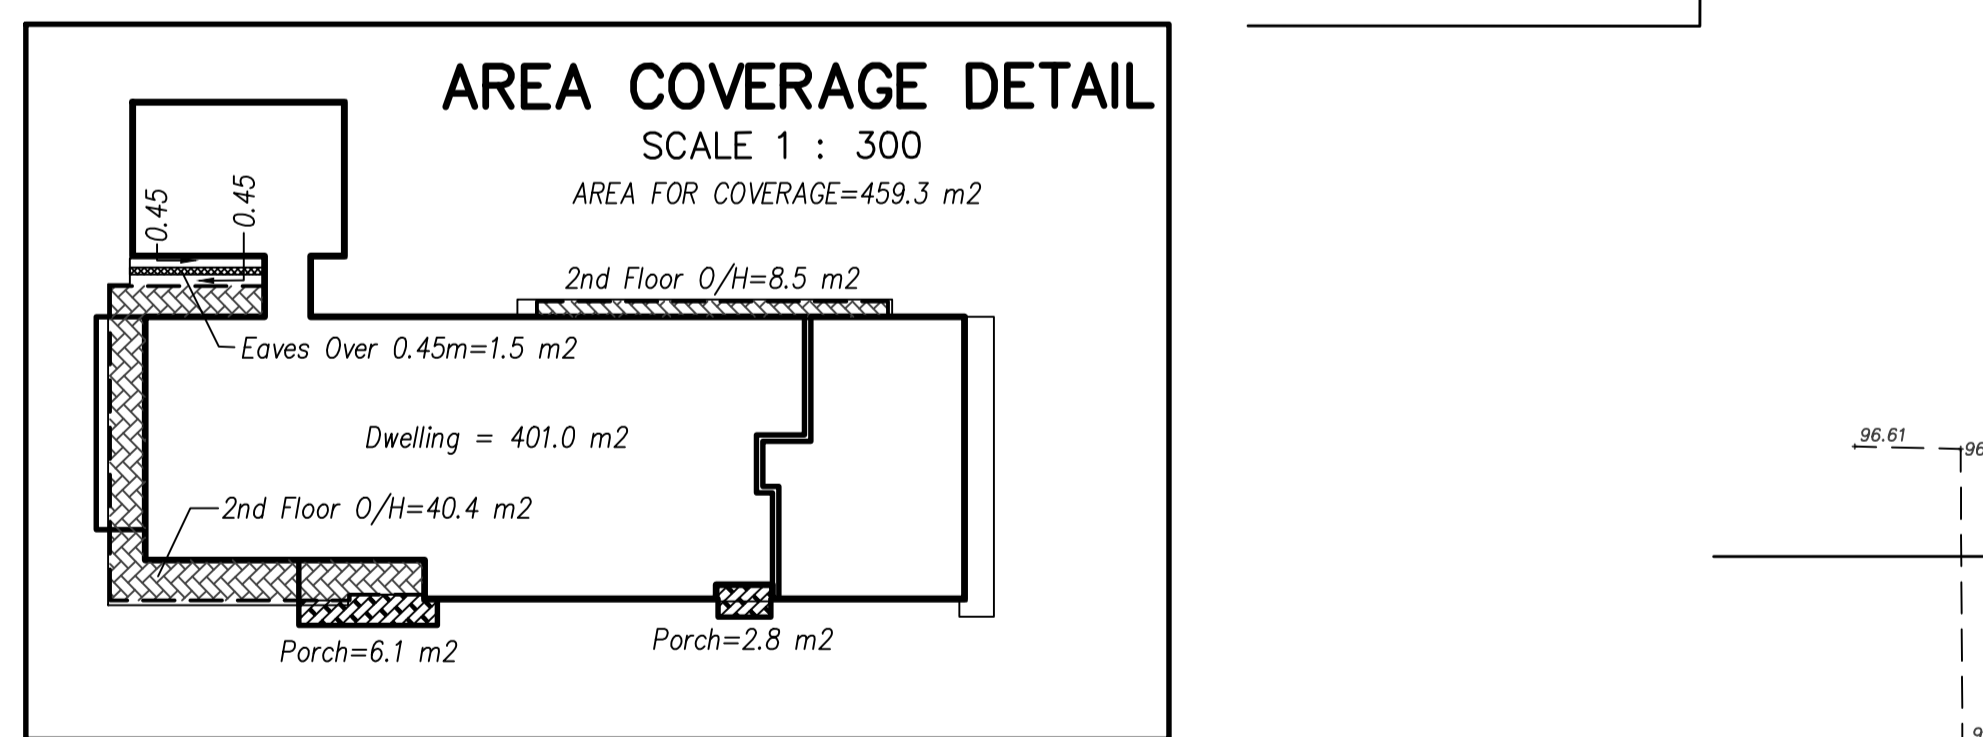 AREA COVERAGE DETAIL
SCALE 1 : 300
AREA FOR COVERAGE=459.3 m2
0.45
0.45
2nd Floor O/H=8.5 m2
Eaves Over 0.45m=1.5 m2
Dwelling = 401.0 m2
96.61
96
2nd Floor O/H=40.4 m2
Porch=6.1 m2
Porch=2.8 m2